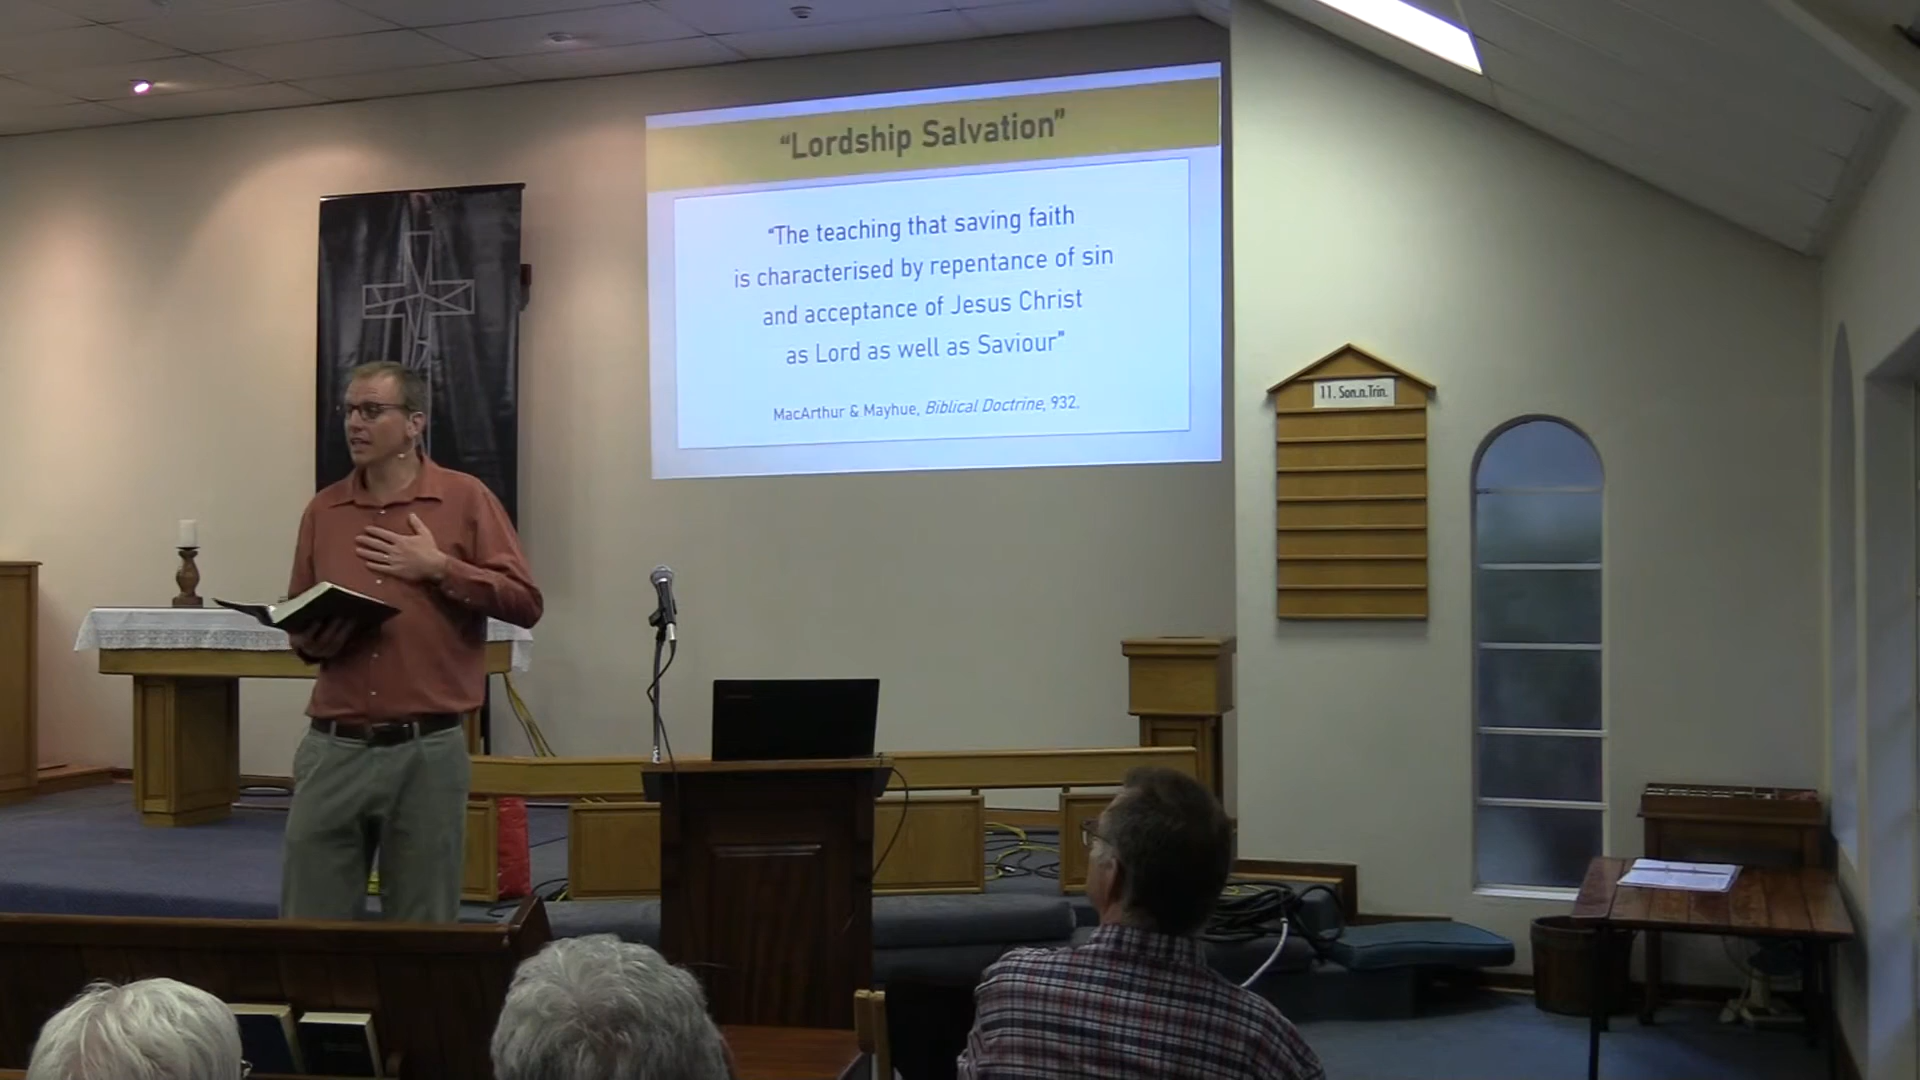 “Lordship Salvation”
“The teaching that saving faith
is characterised by repentance of sin
and acceptance of Jesus Christ
as Lord as well as Saviour”
MacArthur & Mayhue, Biblical Doctrine, 932.
11. Son.n.Trin.